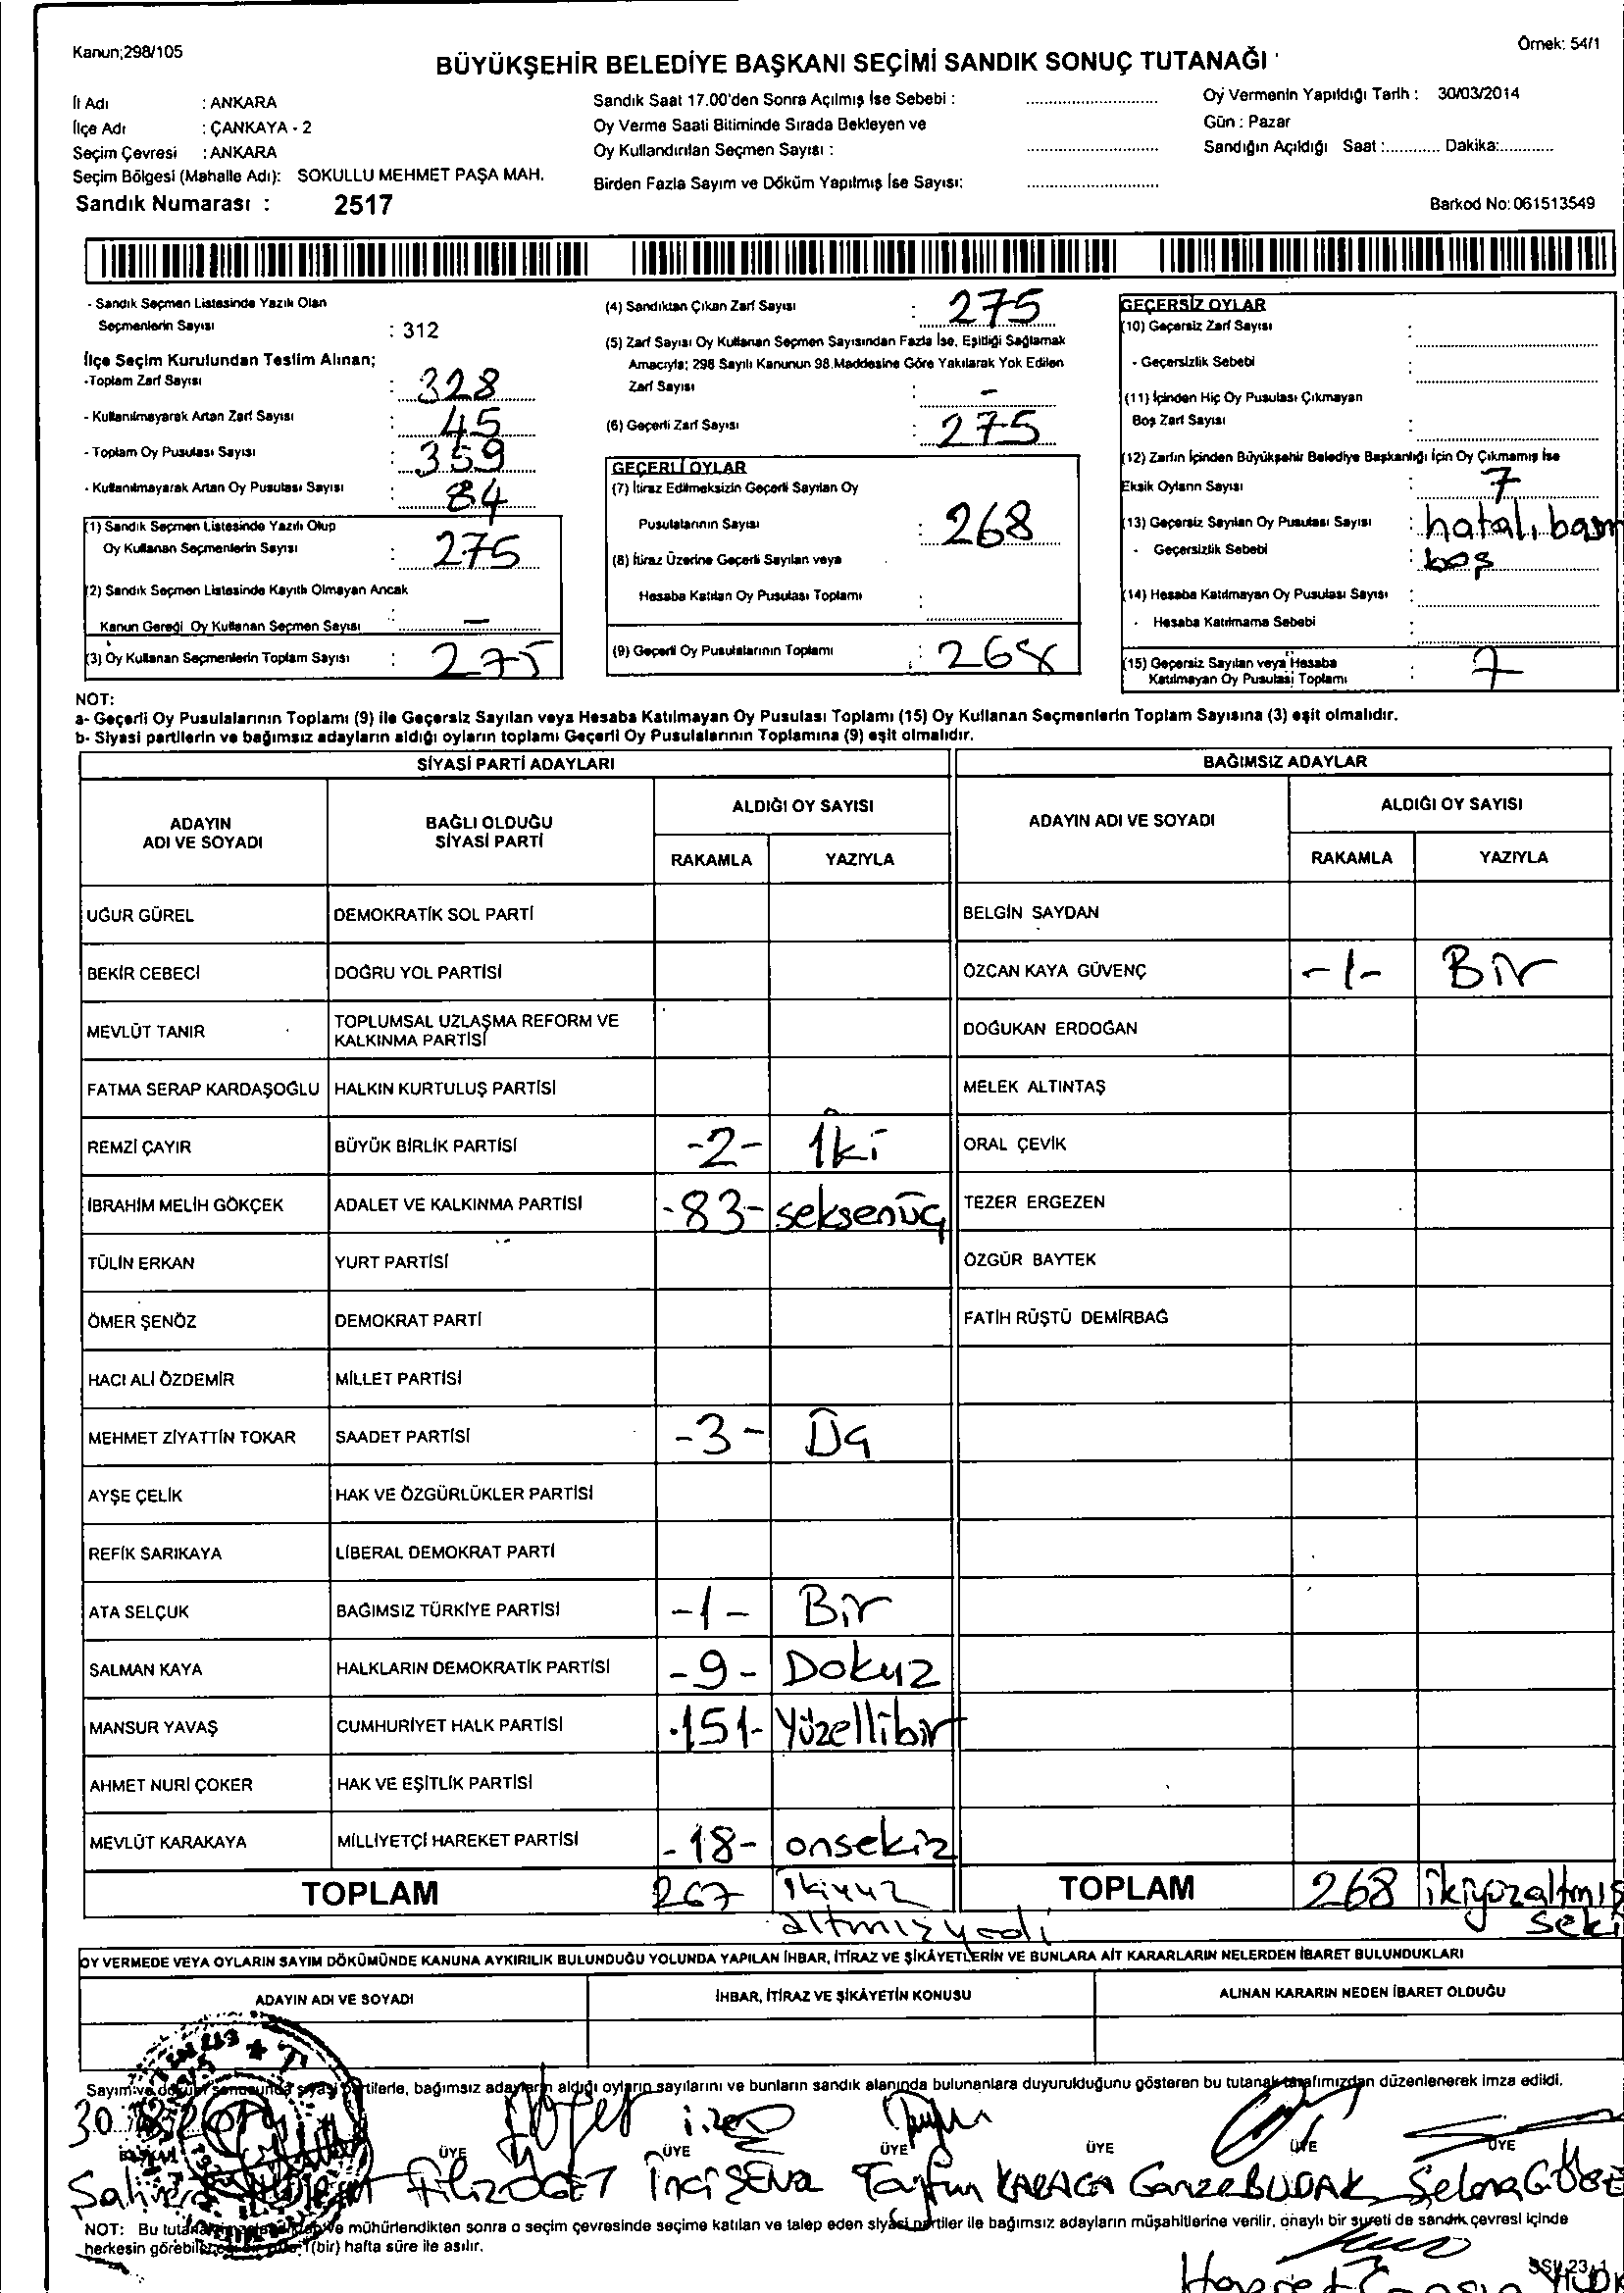 Kanun;298/105
Örnek: 54/1
BÜYÜKŞEHİR BELEDİYE BAŞKANI SEÇİMİ SANDIK SONUÇ TUTANAĞI
İl Adı : ANKARA
İlçe Adı : ÇANKAYA - 2
Seçim Çevresi : ANKARA
Seçim Bölgesi (Mahalle Adı): SOKULLU MEHMET PAŞA MAH.
Sandık Numarası : 2517
Sandık Saat 17.00'den Sonra Açılmış İse Sebebi :
Oy Verme Saati Bitiminde Sırada Bekleyen ve
Oy Kullandırılan Seçmen Sayısı :
Birden Fazla Sayım ve Döküm Yapılmış İse Sayısı:
Oy Vermenin Yapıldığı Tarih : 30/03/2014
Gün : Pazar
Sandığın Açıldığı Saat :............ Dakika:............
Barkod No: 061513549
- Sandık Seçmen Listesinde Yazılı Olan
Seçmenlerin Sayısı : 312
İlçe Seçim Kurulundan Teslim Alınan;
-Toplam Zarf Sayısı : 328
- Kullanılmayarak Artan Zarf Sayısı : 45
- Toplam Oy Pusulası Sayısı : 359
- Kullanılmayarak Artan Oy Pusulası Sayısı : 84
(1) Sandık Seçmen Listesinde Yazılı Olup
Oy Kullanan Seçmenlerin Sayısı : 275
(2) Sandık Seçmen Listesinde Kayıtlı Olmayan Ancak
Kanun Gereği Oy Kullanan Seçmen Sayısı : -
(3) Oy Kullanan Seçmenlerin Toplam Sayısı : 275
(4) Sandıktan Çıkan Zarf Sayısı : 275
(5) Zarf Sayısı Oy Kullanan Seçmen Sayısından Fazla İse, Eşitliği Sağlamak
Amacıyla; 298 Sayılı Kanunun 98.Maddesine Göre Yakılarak Yok Edilen
Zarf Sayısı : -
(6) Geçerli Zarf Sayısı : 275
GEÇERLİ OYLAR
(7) İtiraz Edilmeksizin Geçerli Sayılan Oy
Pusulalarının Sayısı : 268
(8) İtiraz Üzerine Geçerli Sayılan veya
Hesaba Katılan Oy Pusulası Toplamı :
(9) Geçerli Oy Pusulalarının Toplamı : 268
GEÇERSİZ OYLAR
(10) Geçersiz Zarf Sayısı :
- Geçersizlik Sebebi :
(11) İçinden Hiç Oy Pusulası Çıkmayan
Boş Zarf Sayısı :
(12) Zarfın İçinden Büyükşehir Belediye Başkanlığı İçin Oy Çıkmamış İse
Eksik Oyların Sayısı : 7
(13) Geçersiz Sayılan Oy Pusulası Sayısı : hatalı, basım
- Geçersizlik Sebebi : boş
(14) Hesaba Katılmayan Oy Pusulası Sayısı :
- Hesaba Katılmama Sebebi :
(15) Geçersiz Sayılan veya Hesaba
Katılmayan Oy Pusulası Toplamı : 7
NOT:
a- Geçerli Oy Pusulalarının Toplamı (9) ile Geçersiz Sayılan veya Hesaba Katılmayan Oy Pusulası Toplamı (15) Oy Kullanan Seçmenlerin Toplam Sayısına (3) eşit olmalıdır.
b- Siyasi partilerin ve bağımsız adayların aldığı oyların toplamı Geçerli Oy Pusulalarının Toplamına (9) eşit olmalıdır.
SİYASİ PARTİ ADAYLARI
ADAYIN ADI VE SOYADI
BAĞLI OLDUĞU SİYASİ PARTİ
ALDIĞI OY SAYISI
RAKAMLA YAZIYLA
UĞUR GÜREL DEMOKRATİK SOL PARTİ
BEKİR CEBECİ DOĞRU YOL PARTİSİ
MEVLÜT TANIR TOPLUMSAL UZLAŞMA REFORM VE
KALKINMA PARTİSİ
FATMA SERAP KARDAŞOĞLU HALKIN KURTULUŞ PARTİSİ
REMZİ ÇAYIR BÜYÜK BİRLİK PARTİSİ -2- İki
İBRAHİM MELİH GÖKÇEK ADALET VE KALKINMA PARTİSİ -83- seksenüç
TÜLİN ERKAN YURT PARTİSİ
ÖMER ŞENÖZ DEMOKRAT PARTİ
HACI ALİ ÖZDEMİR MİLLET PARTİSİ
MEHMET ZİYATTİN TOKAR SAADET PARTİSİ -3- Üç
AYŞE ÇELİK HAK VE ÖZGÜRLÜKLER PARTİSİ
REFİK SARIKAYA LİBERAL DEMOKRAT PARTİ
ATA SELÇUK BAĞIMSIZ TÜRKİYE PARTİSİ -1- Bir
SALMAN KAYA HALKLARIN DEMOKRATİK PARTİSİ -9- Dokuz
MANSUR YAVAŞ CUMHURİYET HALK PARTİSİ -151- Yüzellibir
AHMET NURİ ÇOKER HAK VE EŞİTLİK PARTİSİ
MEVLÜT KARAKAYA MİLLİYETÇİ HAREKET PARTİSİ -18- onsekiz
TOPLAM 267 İkiyüz
altmışyedi
BAĞIMSIZ ADAYLAR
ADAYIN ADI VE SOYADI
ALDIĞI OY SAYISI
RAKAMLA YAZIYLA
BELGİN SAYDAN
ÖZCAN KAYA GÜVENÇ -1- Bir
DOĞUKAN ERDOĞAN
MELEK ALTINTAŞ
ORAL ÇEVİK
TEZER ERGEZEN
ÖZGÜR BAYTEK
FATİH RÜŞTÜ DEMİRBAĞ
TOPLAM 268 ikiyüzaltmış
seki
OY VERMEDE VEYA OYLARIN SAYIM DÖKÜMÜNDE KANUNA AYKIRILIK BULUNDUĞU YOLUNDA YAPILAN İHBAR, İTİRAZ VE ŞİKÂYETLERİN VE BUNLARA AİT KARARLARIN NELERDEN İBARET BULUNDUKLARI
ADAYIN ADI VE SOYADI İHBAR, İTİRAZ VE ŞİKÂYETİN KONUSU ALINAN KARARIN NEDEN İBARET OLDUĞU
Sayım ve döküm sonucunda siyasi partilerle, bağımsız adayların aldığı oyların sayılarını ve bunların sandık alanında bulunanlara duyurulduğunu gösteren bu tutanak tarafımızdan düzenlenerek imza edildi.
BAŞKAN ÜYE ÜYE ÜYE ÜYE ÜYE ÜYE
İnci ŞENA Tayfun KARACA Gamze BUDAK Selma
NOT: Bu mühürlendikten sonra o seçim çevresinde seçime katılan ve talep eden siyasi partiler ile bağımsız adayların müşahitlerine verilir, onaylı bir sureti de sandık çevresi içinde
herkesin 1(bir) hafta süre ile asılır.